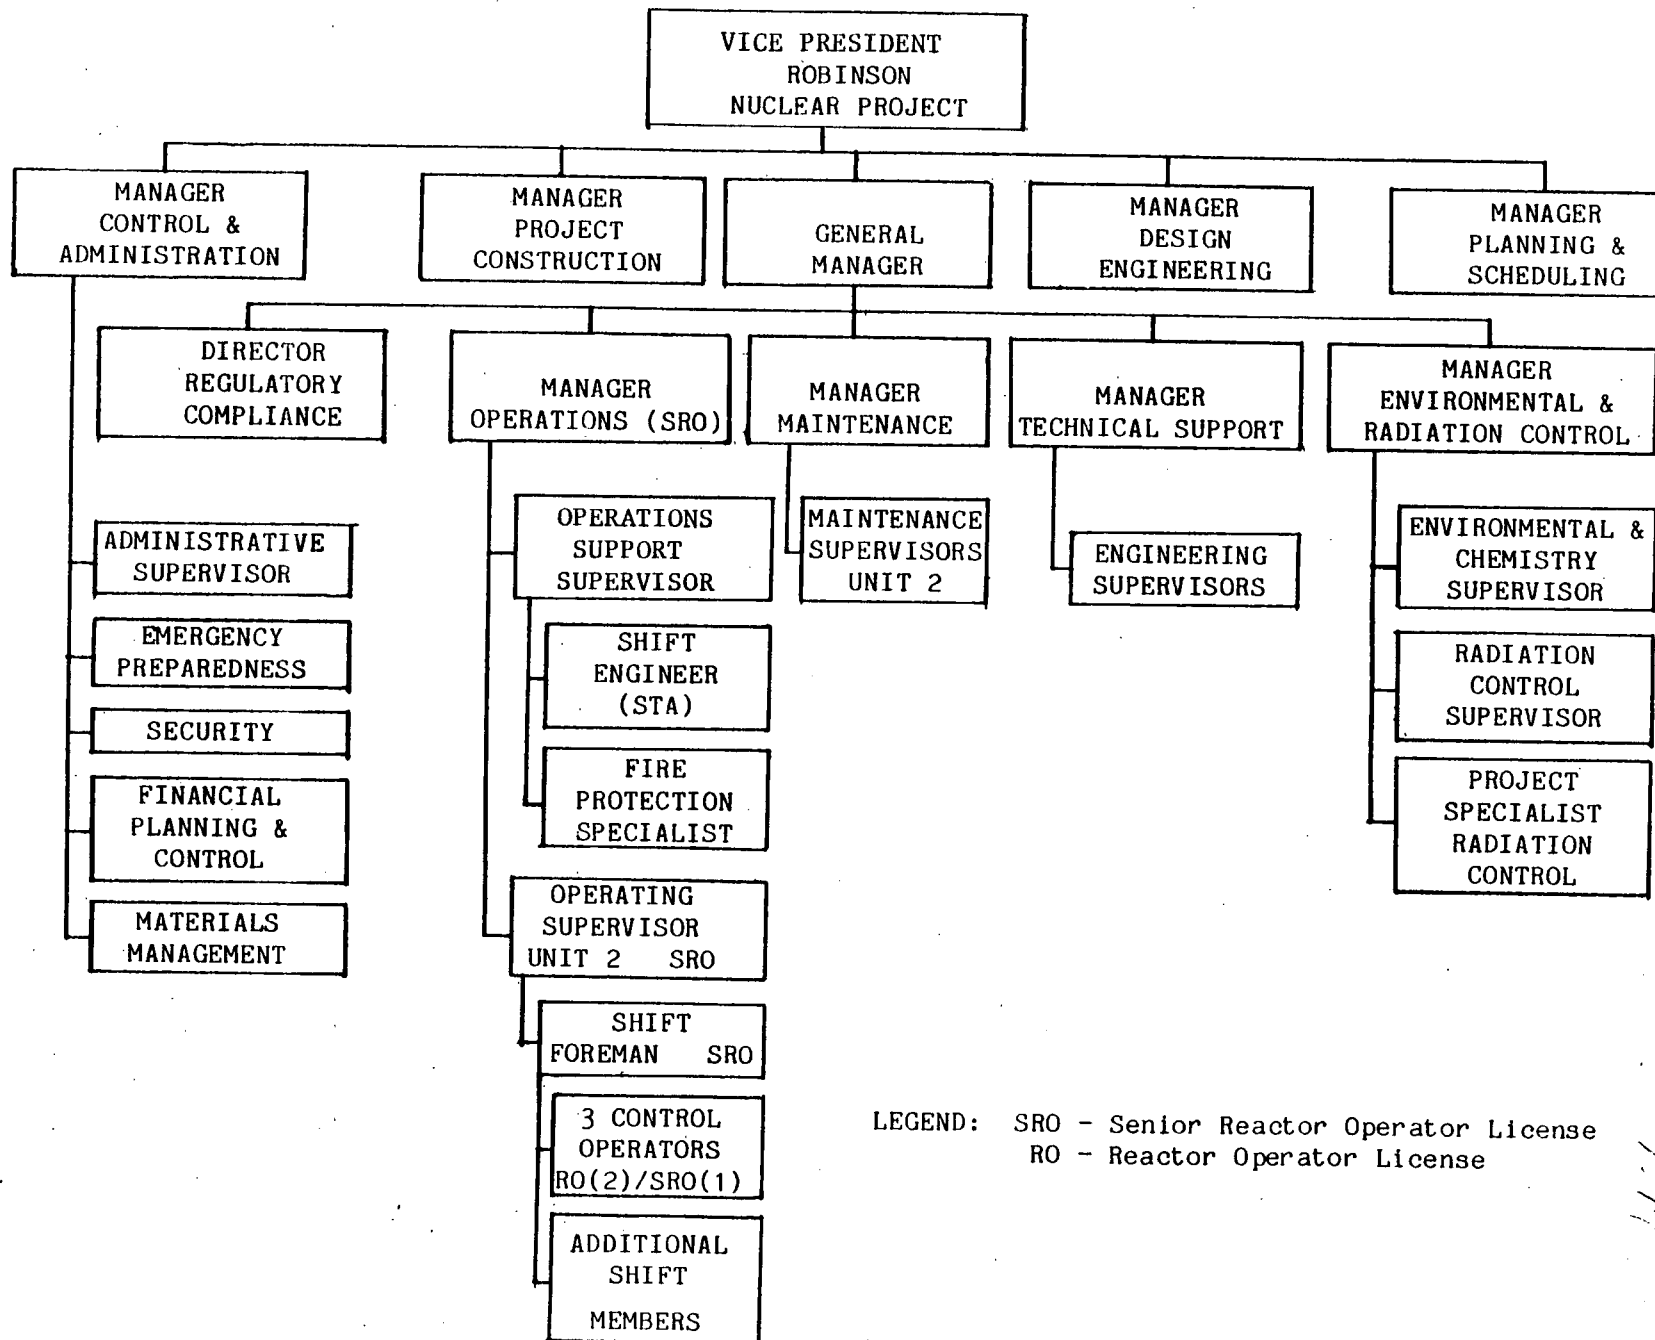 VICE PRESIDENT
ROBINSON
NUCLEAR PROJECT
MANAGER
CONTROL &
ADMINISTRATION
MANAGER
PROJECT
CONSTRUCTION
GENERAL
MANAGER
MANAGER
DESIGN
ENGINEERING
MANAGER
PLANNING &
SCHEDULING
DIRECTOR
REGULATORY
COMPLIANCE
MANAGER
OPERATIONS (SRO)
MANAGER
MAINTENANCE
MANAGER
TECHNICAL SUPPORT
MANAGER
ENVIRONMENTAL &
RADIATION CONTROL
ADMINISTRATIVE
SUPERVISOR
EMERGENCY
PREPAREDNESS
SECURITY
FINANCIAL
PLANNING &
CONTROL
MATERIALS
MANAGEMENT
OPERATIONS
SUPPORT
SUPERVISOR
SHIFT
ENGINEER
(STA)
FIRE
PROTECTION
SPECIALIST
OPERATING
SUPERVISOR
UNIT 2 SRO
SHIFT
FOREMAN SRO
3 CONTROL
OPERATORS
RO(2)/SRO(1)
ADDITIONAL
SHIFT
MEMBERS
MAINTENANCE
SUPERVISORS
UNIT 2
ENGINEERING
SUPERVISORS
ENVIRONMENTAL &
CHEMISTRY
SUPERVISOR
RADIATION
CONTROL
SUPERVISOR
PROJECT
SPECIALIST
RADIATION
CONTROL
LEGEND: SRO - Senior Reactor Operator License
RO - Reactor Operator License